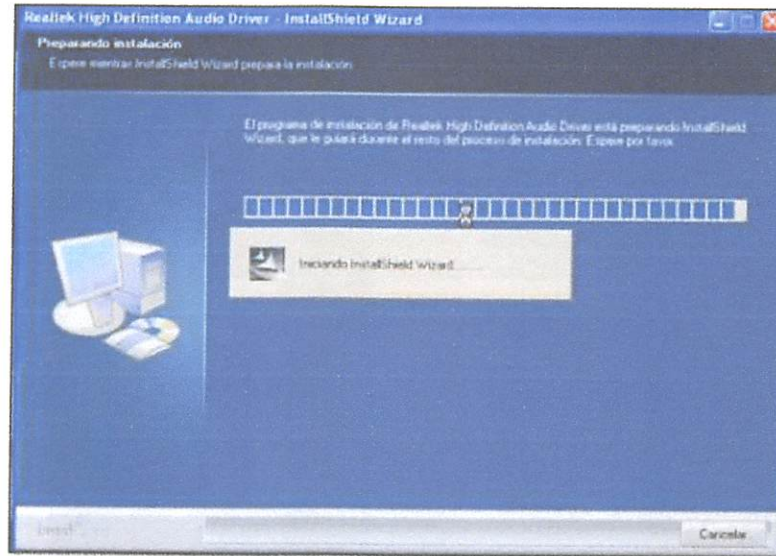 Realtek High Definition Audio Driver - InstallShield Wizard
Preparando instalación
Espere mientras InstallShield Wizard prepara la instalación.
El programa de instalación de Realtek High Definition Audio Driver está preparando InstallShield
Wizard, que le guiará durante el resto del proceso de instalación. Espere por favor.
Iniciando InstallShield Wizard........
Cancelar